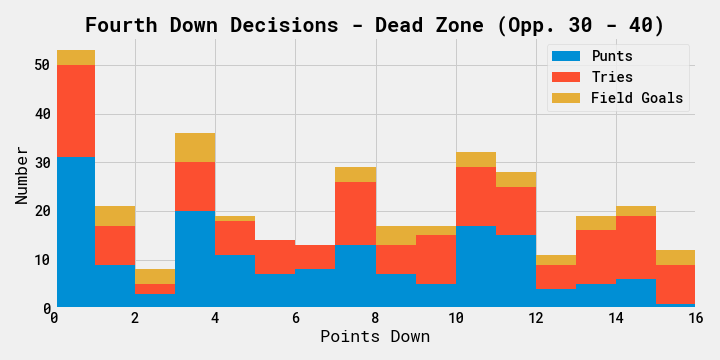 Fourth Down Decisions - Dead Zone (Opp. 30 - 40)
Punts
Tries
Field Goals
Number
50
40
30
20
10
0
0 2 4 6 8 10 12 14 16
Points Down